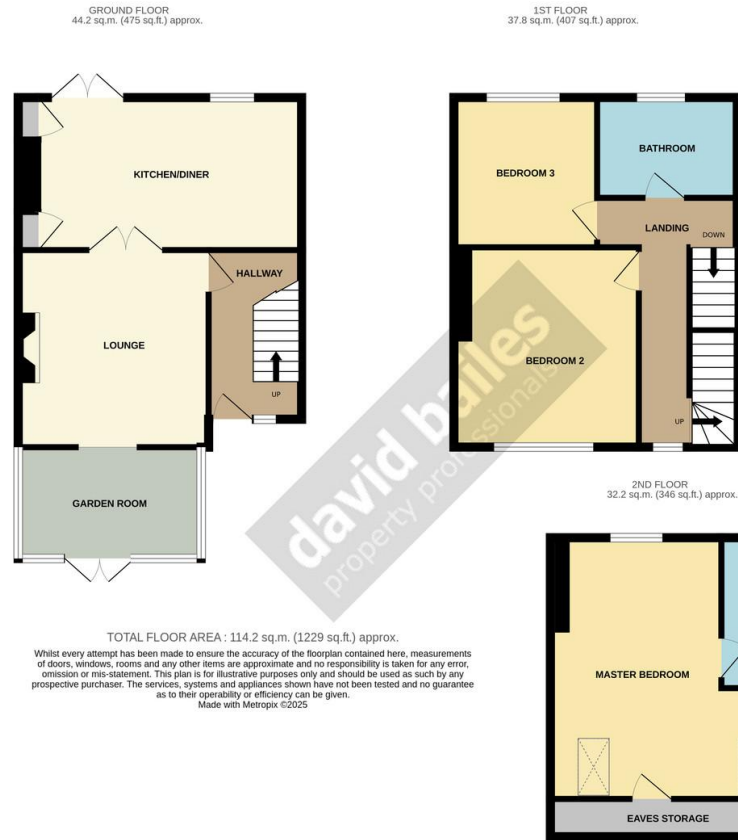 GROUND FLOOR
44.2 sq.m. (475 sq.ft.) approx.
KITCHEN/DINER
LOUNGE
HALLWAY
UP
GARDEN ROOM
1ST FLOOR
37.8 sq.m. (407 sq.ft.) approx.
BEDROOM 3
BATHROOM
LANDING
DOWN
BEDROOM 2
UP
2ND FLOOR
32.2 sq.m. (346 sq.ft.) approx.
MASTER BEDROOM
EAVES STORAGE
david bailes
property professionals
TOTAL FLOOR AREA : 114.2 sq.m. (1229 sq.ft.) approx.
Whilst every attempt has been made to ensure the accuracy of the floorplan contained here, measurements
of doors, windows, rooms and any other items are approximate and no responsibility is taken for any error,
omission or mis-statement. This plan is for illustrative purposes only and should be used as such by any
prospective purchaser. The services, systems and appliances shown have not been tested and no guarantee
as to their operability or efficiency can be given.
Made with Metropix ©2025